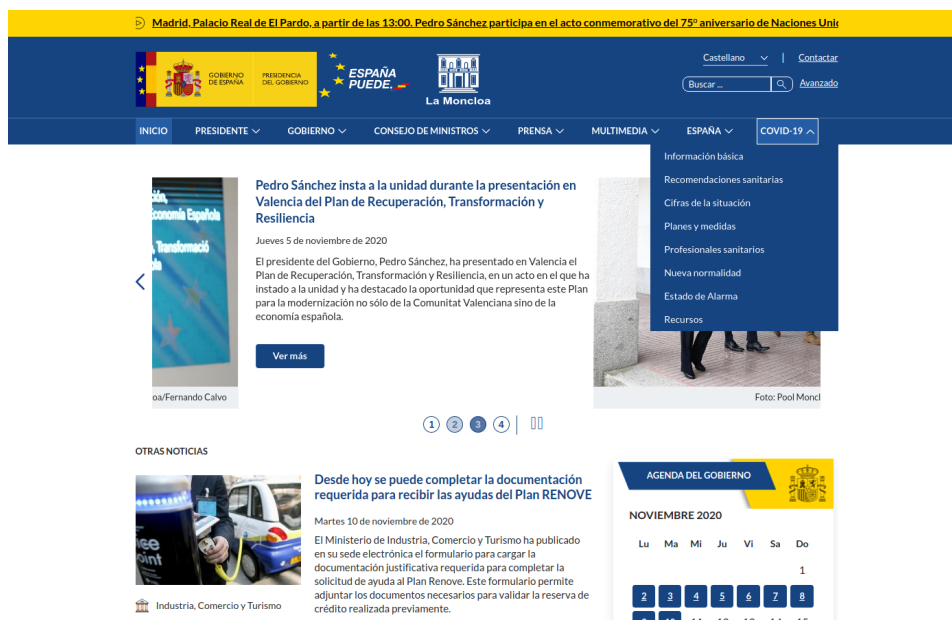 Madrid, Palacio Real de El Pardo, a partir de las 13:00. Pedro Sánchez participa en el acto conmemorativo del 75º aniversario de Naciones
Castellano | Contactar
GOBIERNO DE ESPAÑA
PRESIDENCIA DEL GOBIERNO
ESPAÑA PUEDE.
La Moncloa
Buscar ... Avanzado
INICIO PRESIDENTE GOBIERNO CONSEJO DE MINISTROS PRENSA MULTIMEDIA ESPAÑA COVID-19
Información básica
Recomendaciones sanitarias
Cifras de la situación
Planes y medidas
Profesionales sanitarios
Nueva normalidad
Estado de Alarma
Recursos
Economía Española
Pedro Sánchez insta a la unidad durante la presentación en
Valencia del Plan de Recuperación, Transformación y
Resiliencia
Jueves 5 de noviembre de 2020
El presidente del Gobierno, Pedro Sánchez, ha presentado en Valencia el
Plan de Recuperación, Transformación y Resiliencia, en un acto en el que ha
instado a la unidad y ha destacado la oportunidad que representa este Plan
para la modernización no sólo de la Comunitat Valenciana sino de la
economía española.
Ver más
oa/Fernando Calvo
Foto: Pool Moncl
1 2 3 4
OTRAS NOTICIAS
Desde hoy se puede completar la documentación
requerida para recibir las ayudas del Plan RENOVE
Martes 10 de noviembre de 2020
El Ministerio de Industria, Comercio y Turismo ha publicado
en su sede electrónica el formulario para cargar la
documentación justificativa requerida para completar la
solicitud de ayuda al Plan Renove. Este formulario permite
adjuntar los documentos necesarios para validar la reserva de
crédito realizada previamente.
Industria, Comercio y Turismo
AGENDA DEL GOBIERNO
NOVIEMBRE 2020
Lu Ma Mi Ju Vi Sa Do
1
2 3 4 5 6 7 8